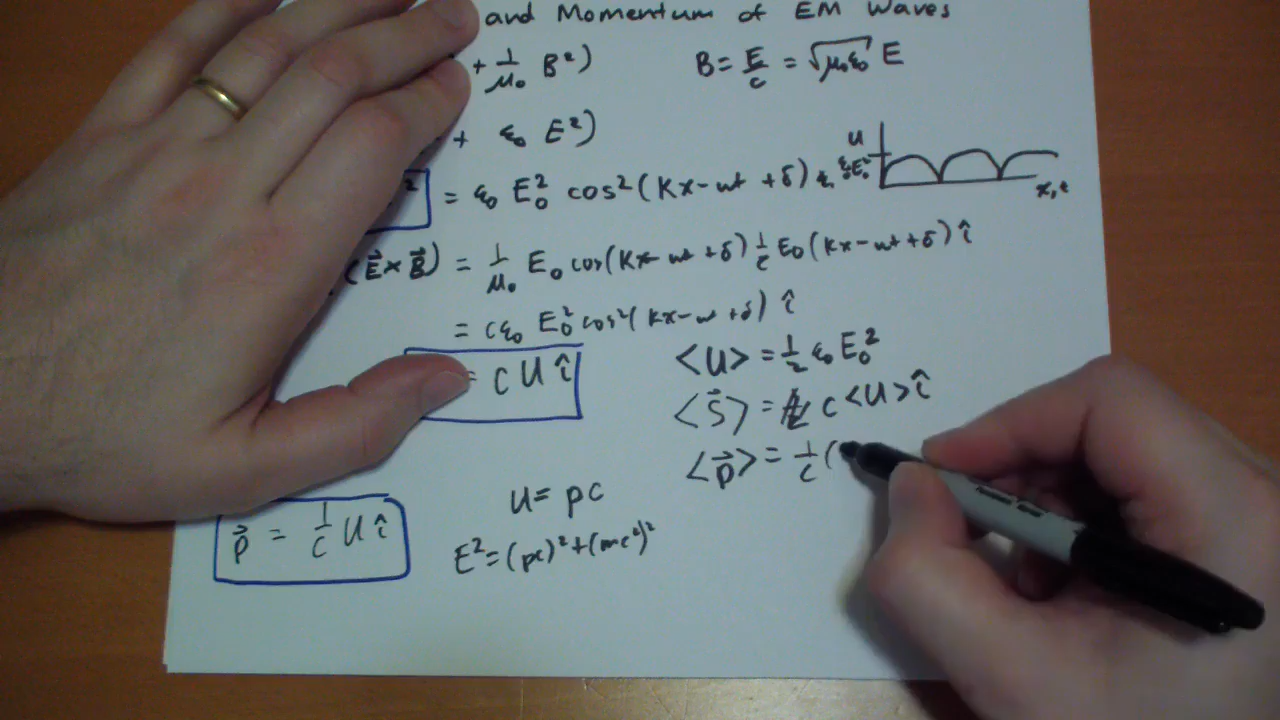 and Momentum of EM Waves
+ 1/μ₀ B²) B = E/c = √μ₀ε₀ E
+ ε₀ E²)
² = ε₀ E₀² cos²(kx-ωt+δ) U ε₀E₀² x,t
(E⃗ x B⃗) = 1/μ₀ E₀ cos(kx-ωt+δ) 1/c E₀(kx-ωt+δ) î
= cε₀ E₀² cos²(kx-ωt+δ) î
= c U î <U> = 1/2 ε₀ E₀²
<S⃗> = c <U> î
<p⃗> = 1/c (
U = pc
p⃗ = 1/c U î E² = (pc)² + (mc²)²